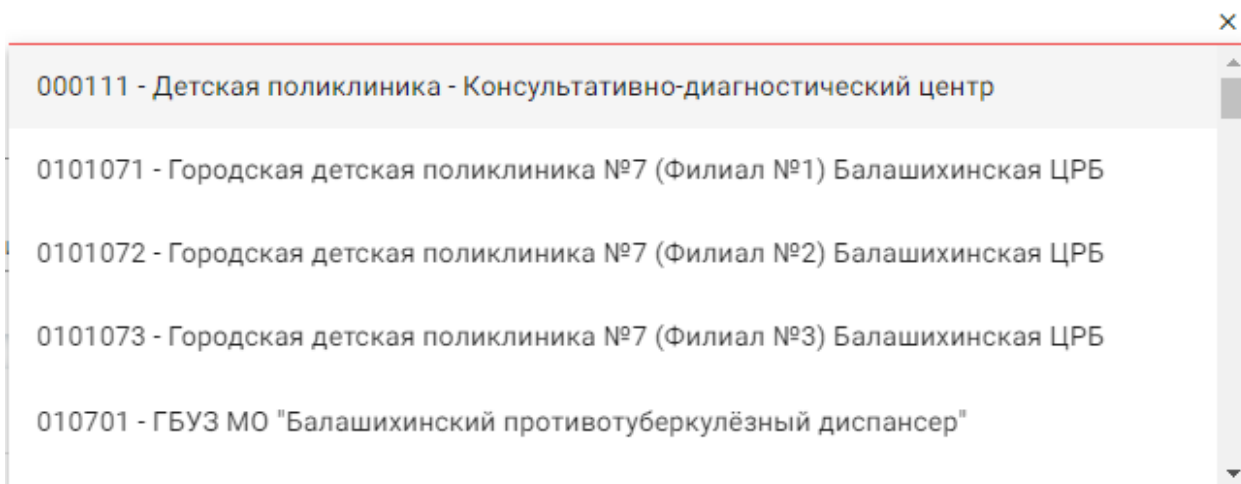 000111 - Детская поликлиника - Консультативно-диагностический центр
0101071 - Городская детская поликлиника №7 (Филиал №1) Балашихинская ЦРБ
0101072 - Городская детская поликлиника №7 (Филиал №2) Балашихинская ЦРБ
0101073 - Городская детская поликлиника №7 (Филиал №3) Балашихинская ЦРБ
010701 - ГБУЗ МО "Балашихинский противотуберкулёзный диспансер"